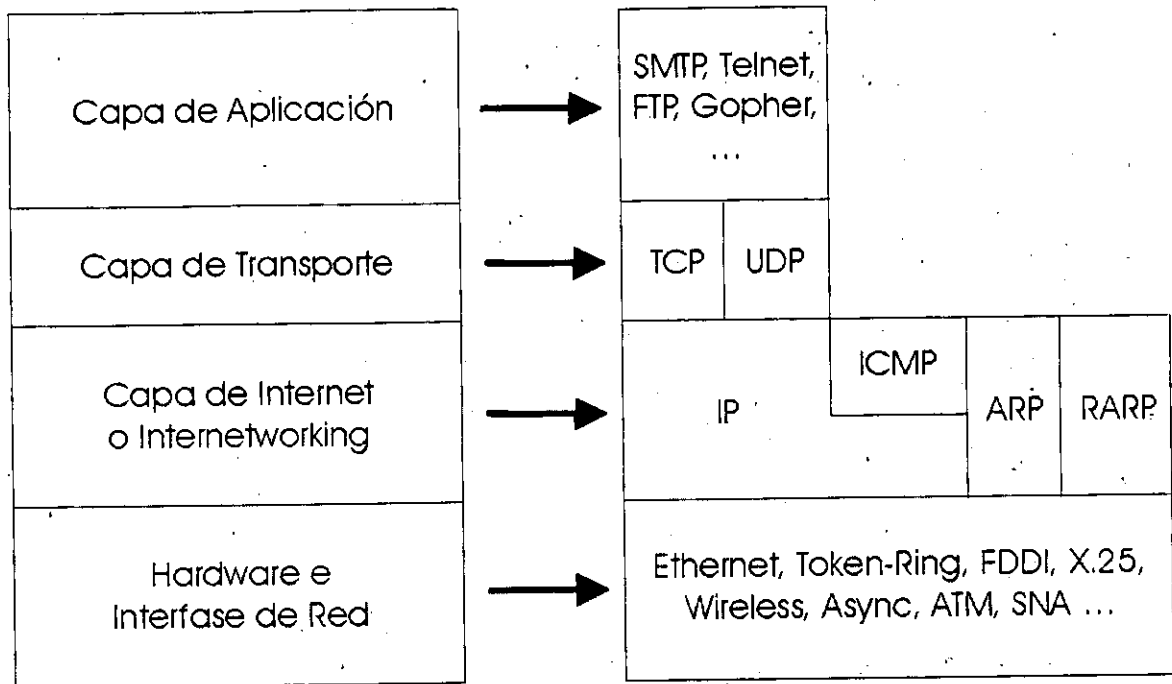 Capa de Aplicación
SMTP, Telnet,
FTP, Gopher,
...
Capa de Transporte
TCP
UDP
Capa de Internet
o Internetworking
IP
ICMP
ARP
RARP
Hardware e
Interfase de Red
Ethernet, Token-Ring, FDDI, X.25,
Wireless, Async, ATM, SNA ...